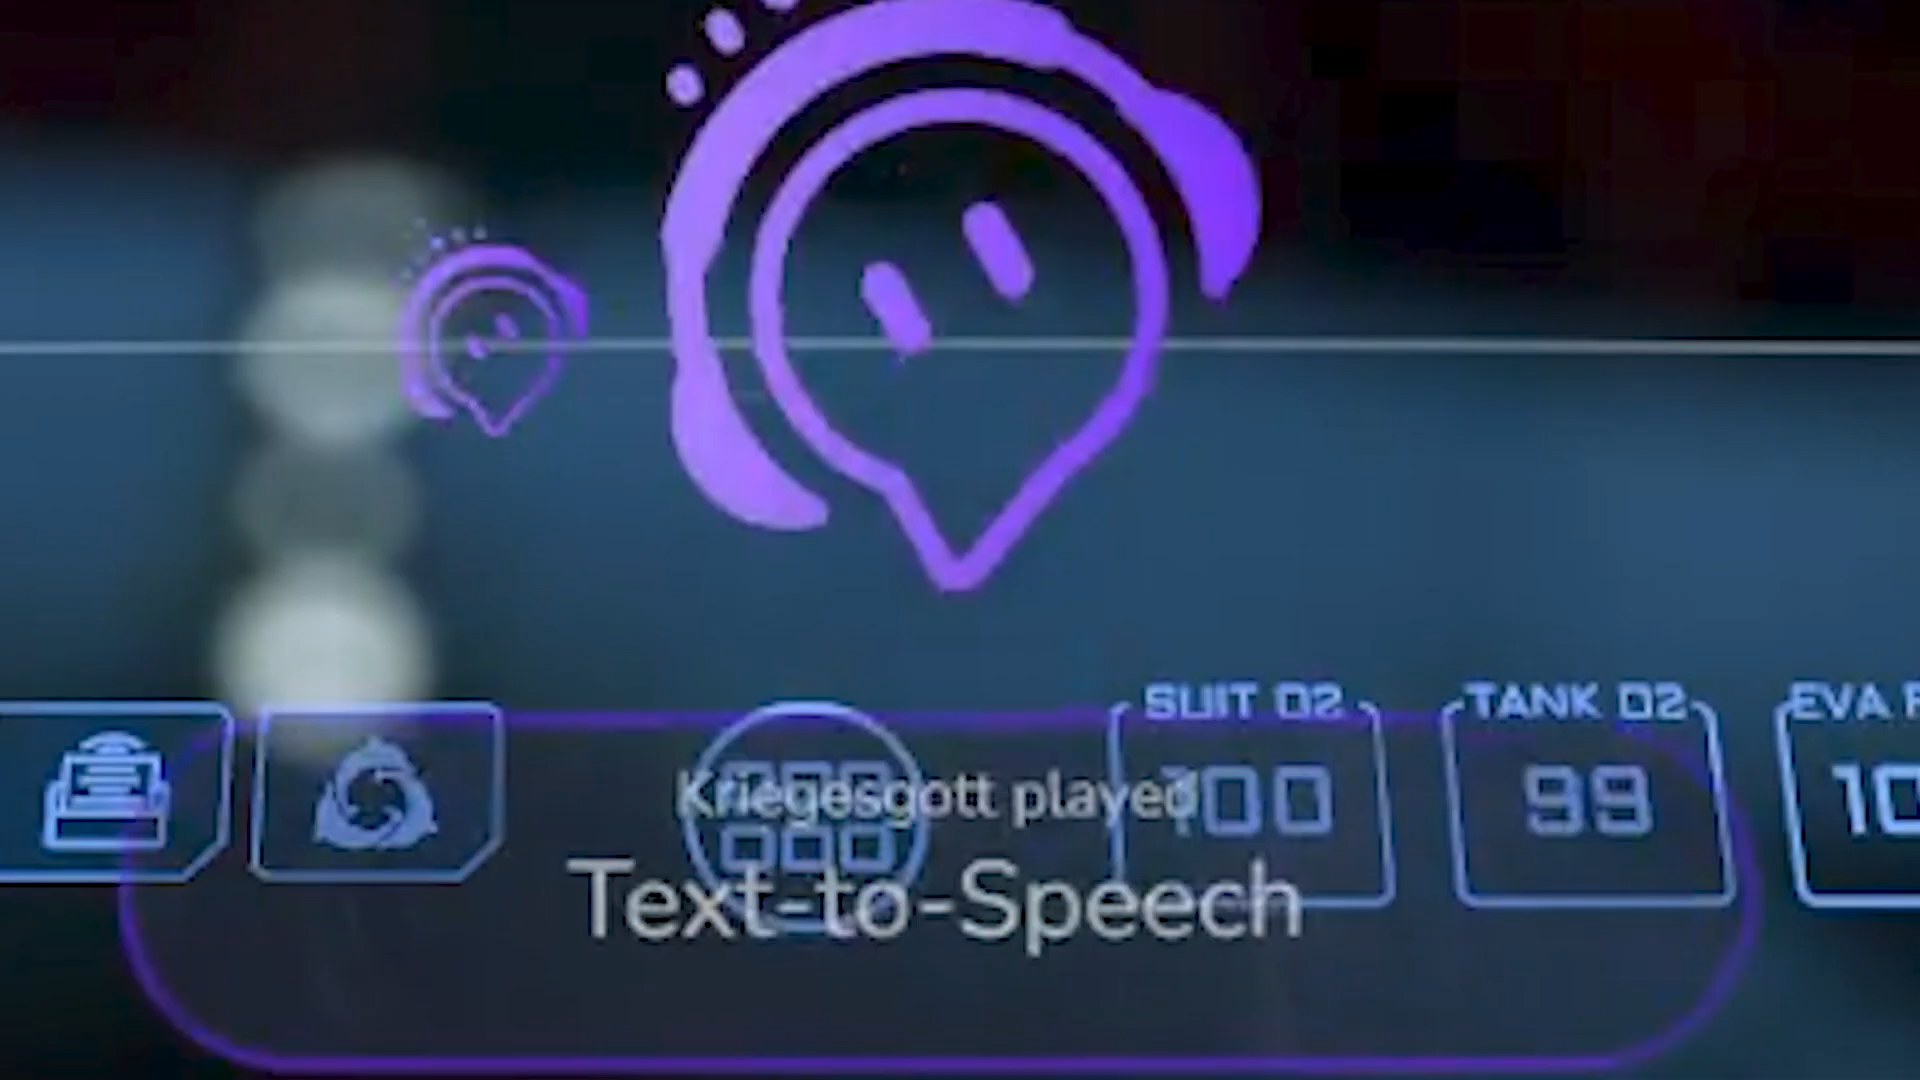 SUIT O2
TANK O2
100
99
Kriegesgott played
Text-to-Speech